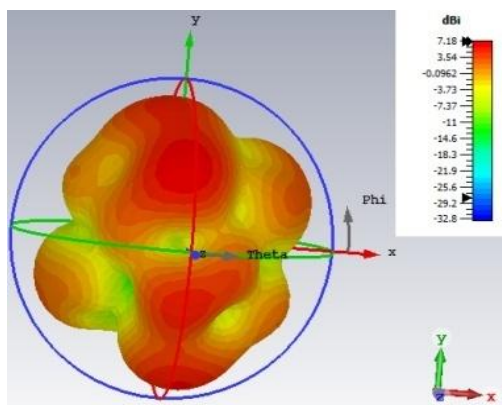 dBi
7.18
3.54
-0.0962
-3.73
-7.37
-11
-14.6
-18.3
-21.9
-25.6
-29.2
-32.8
y
Phi
x
z
Theta
y
z
x